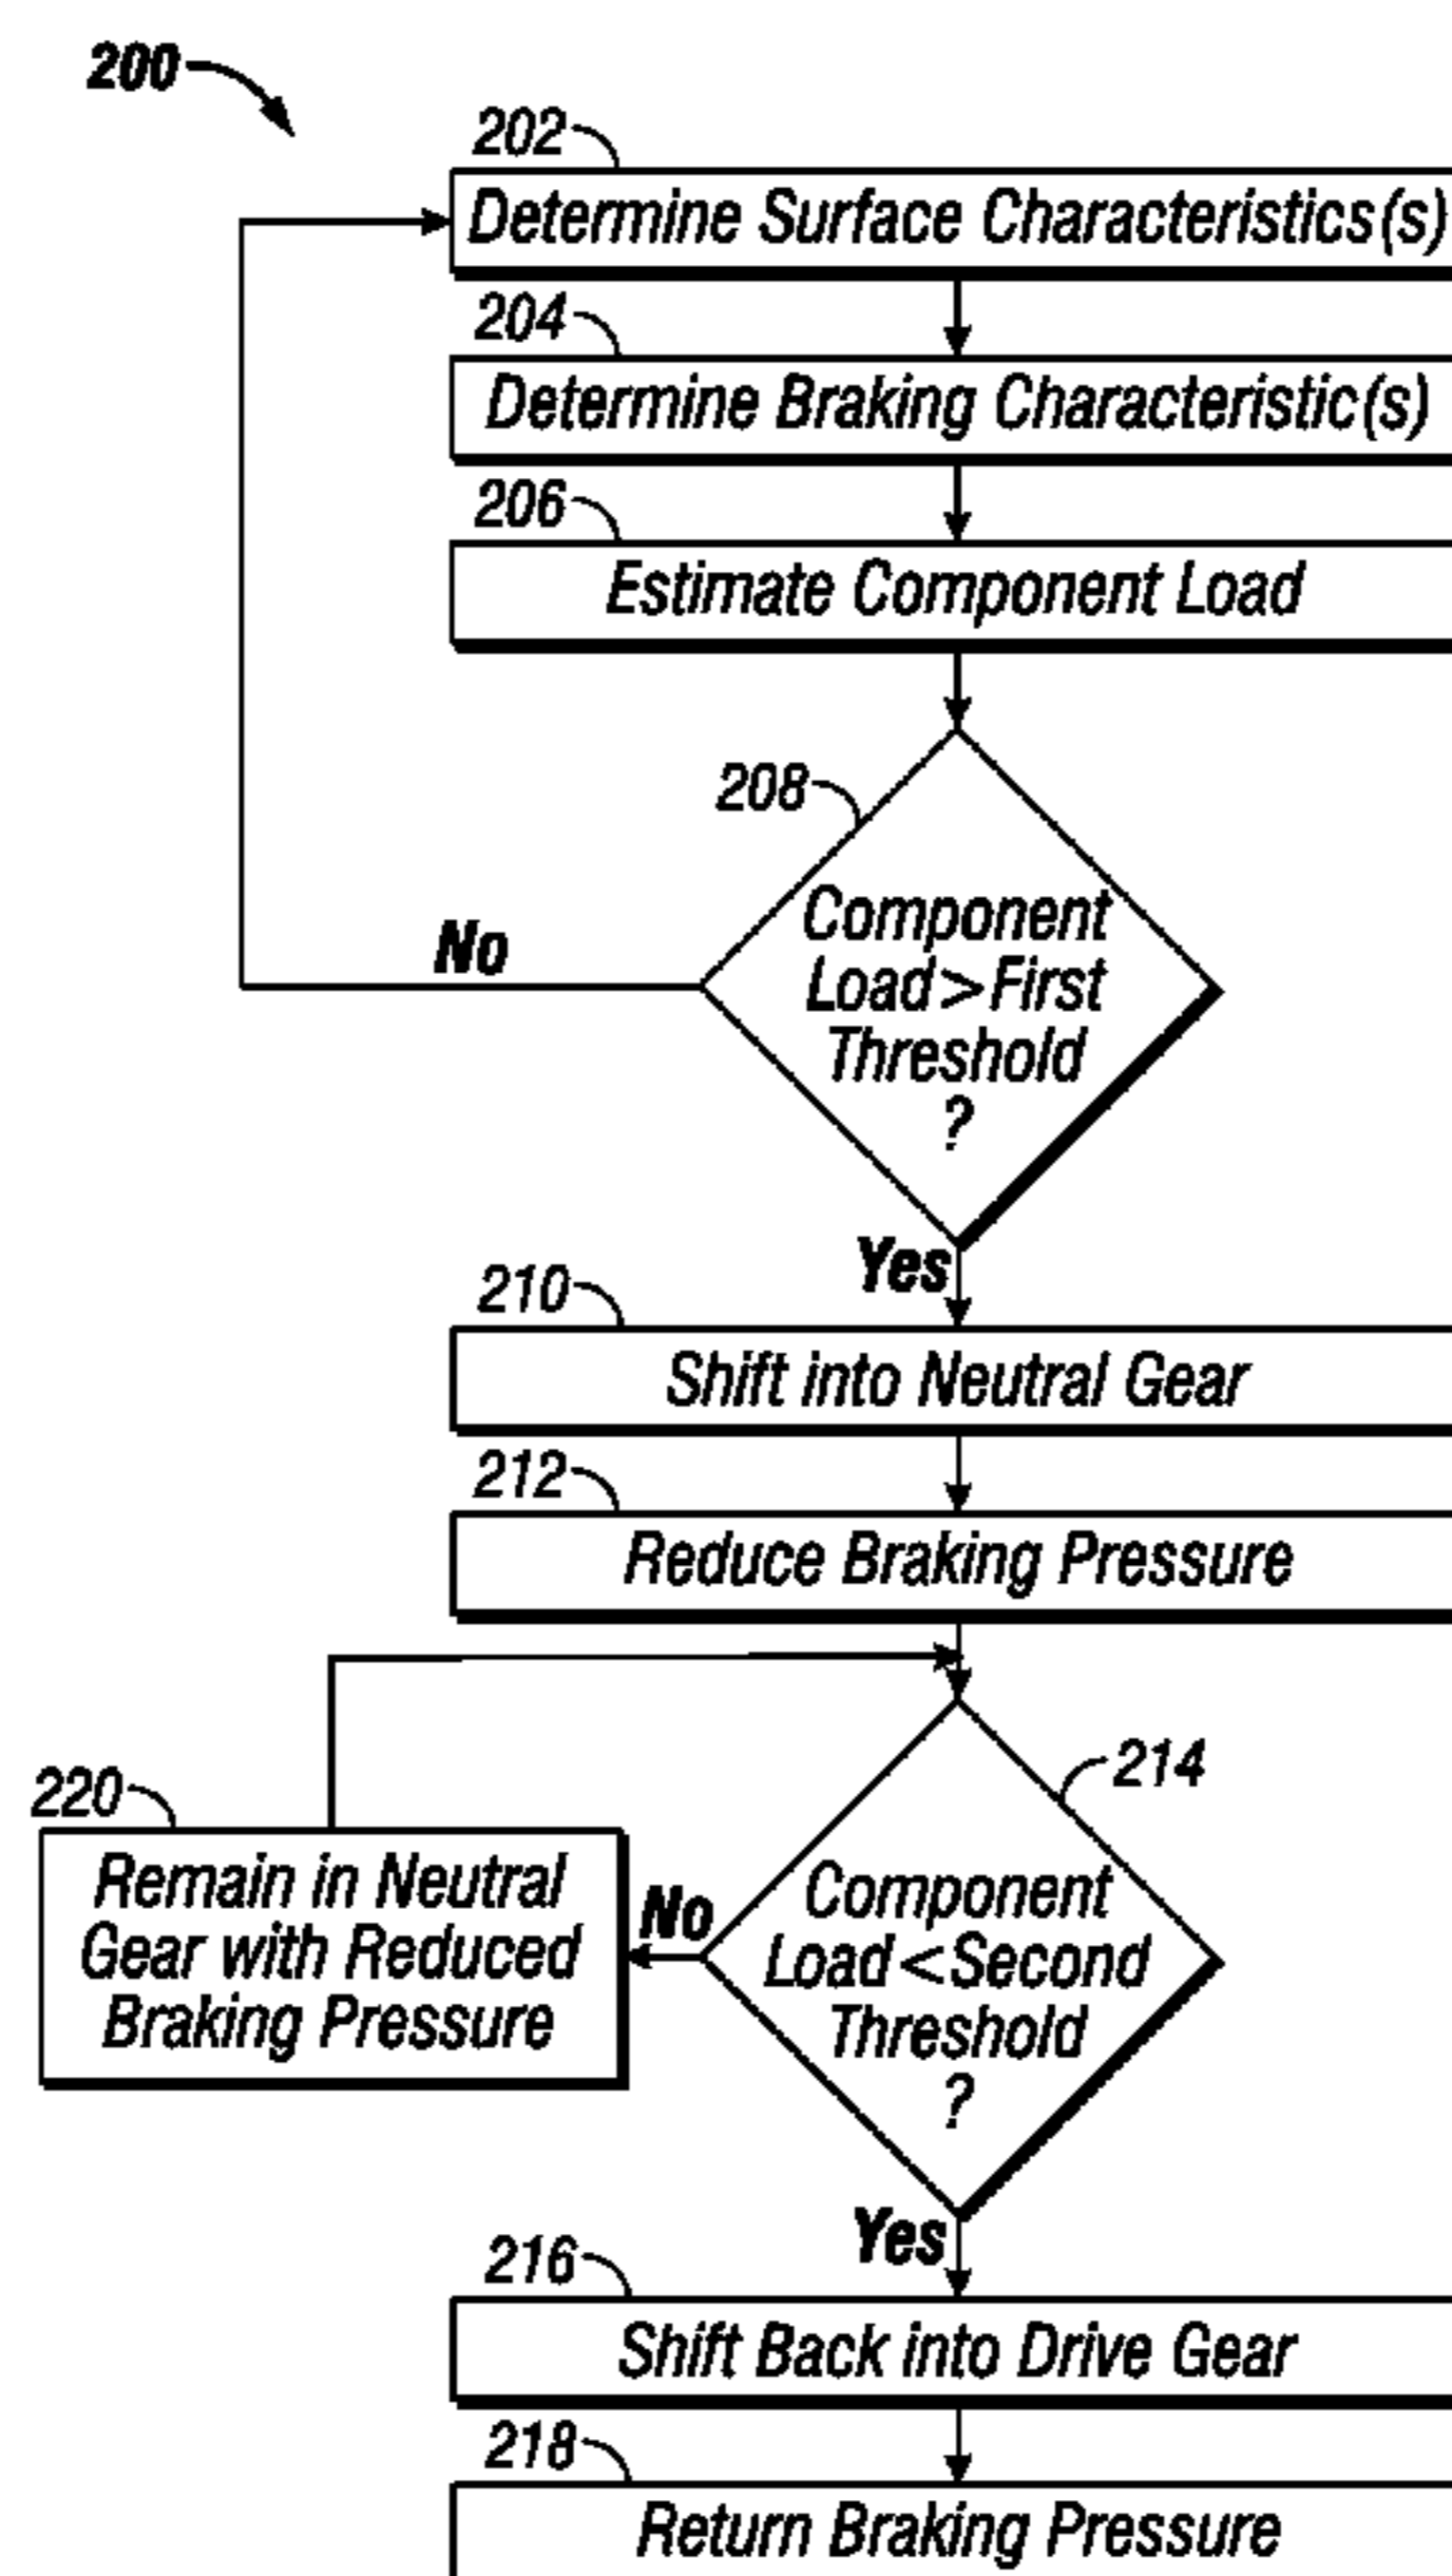 200
202
Determine Surface Characteristics(s)
204
Determine Braking Characteristic(s)
206
Estimate Component Load
208
Component
Load>First
Threshold
?
No
Yes
210
Shift into Neutral Gear
212
Reduce Braking Pressure
214
Component
Load<Second
Threshold
?
No
220
Remain in Neutral
Gear with Reduced
Braking Pressure
Yes
216
Shift Back into Drive Gear
218
Return Braking Pressure